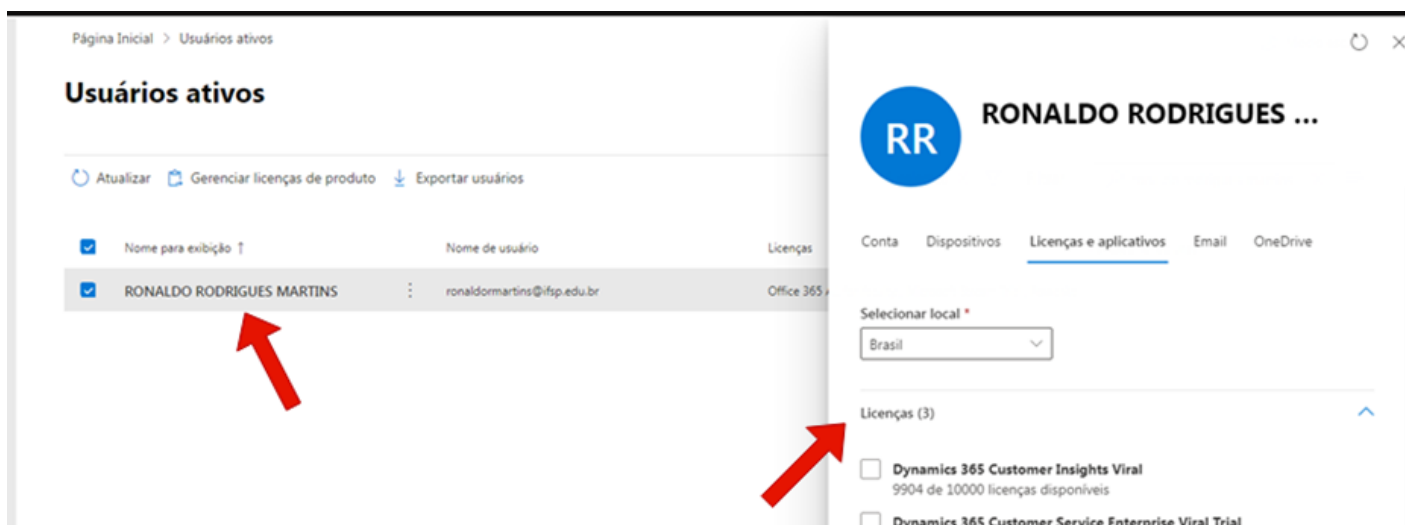 Página Inicial > Usuários ativos
Usuários ativos
Atualizar Gerenciar licenças de produto Exportar usuários
Nome para exibição ↑ Nome de usuário Licenças
RONALDO RODRIGUES MARTINS ronaldormartins@ifsp.edu.br Office 365
RR
RONALDO RODRIGUES ...
Conta Dispositivos Licenças e aplicativos Email OneDrive
Selecionar local *
Brasil
Licenças (3)
Dynamics 365 Customer Insights Viral
9904 de 10000 licenças disponíveis
Dynamics 365 Customer Service Enterprise Viral Trial